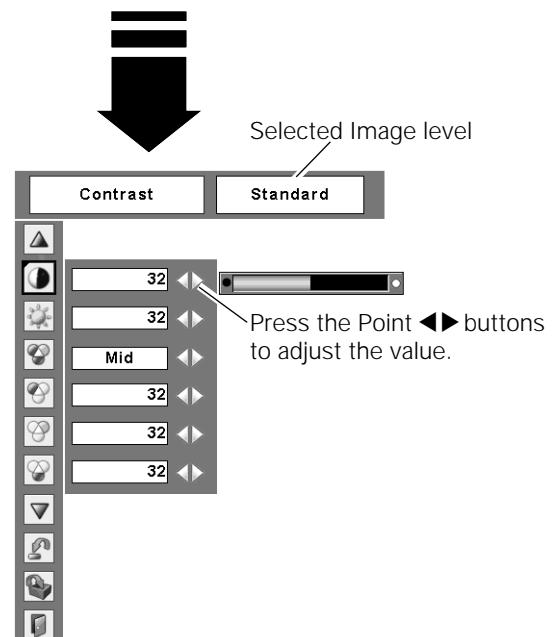 Selected Image level
Contrast Standard
32
32
Press the Point ◀▶ buttons
to adjust the value.
Mid
32
32
32